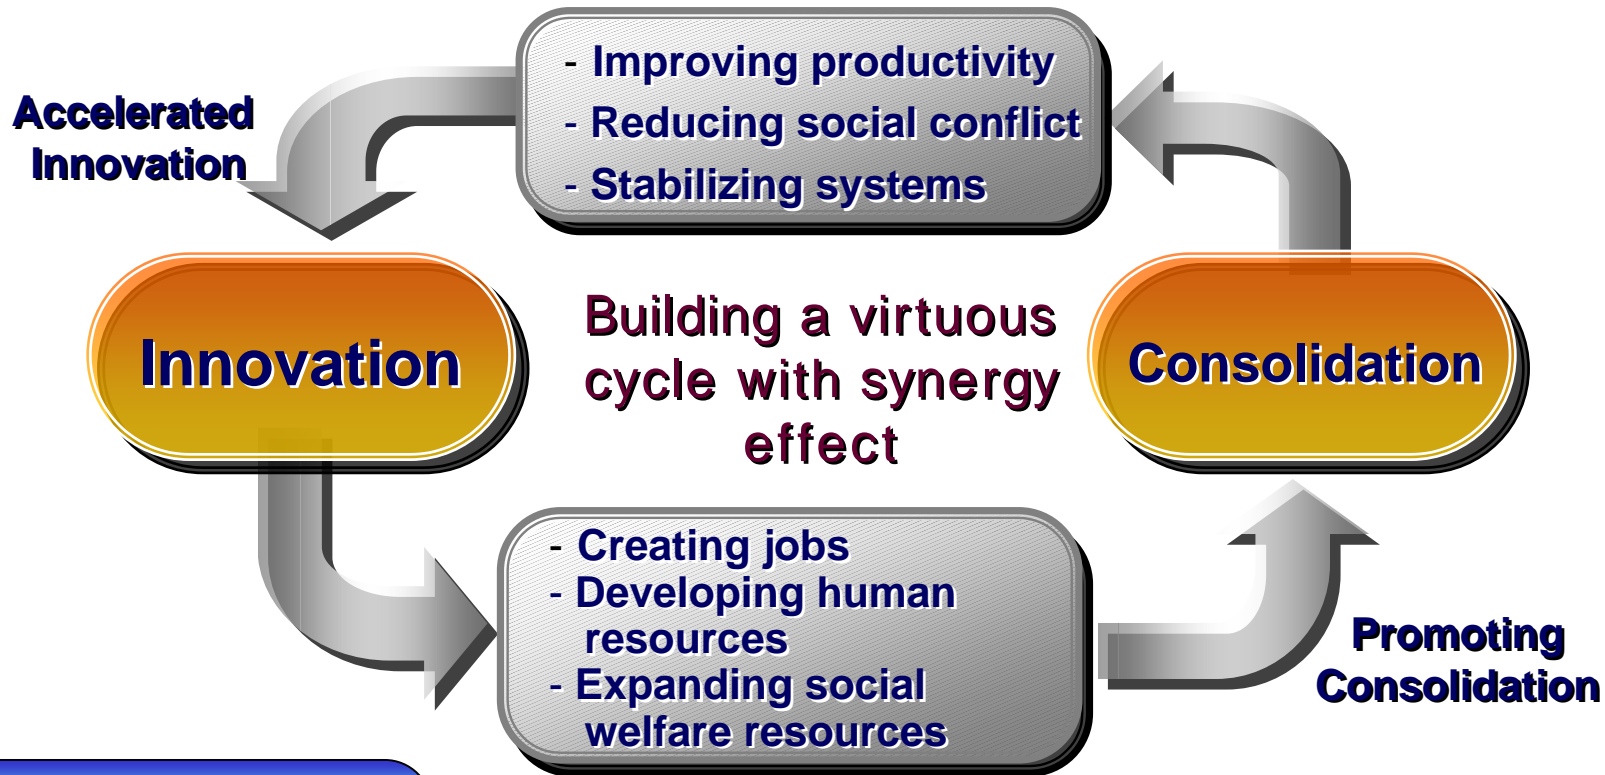 - Improving productivity
- Reducing social conflict
- Stabilizing systems
Accelerated
Innovation
Innovation
Building a virtuous
cycle with synergy
effect
Consolidation
- Creating jobs
- Developing human
resources
- Expanding social
welfare resources
Promoting
Consolidation